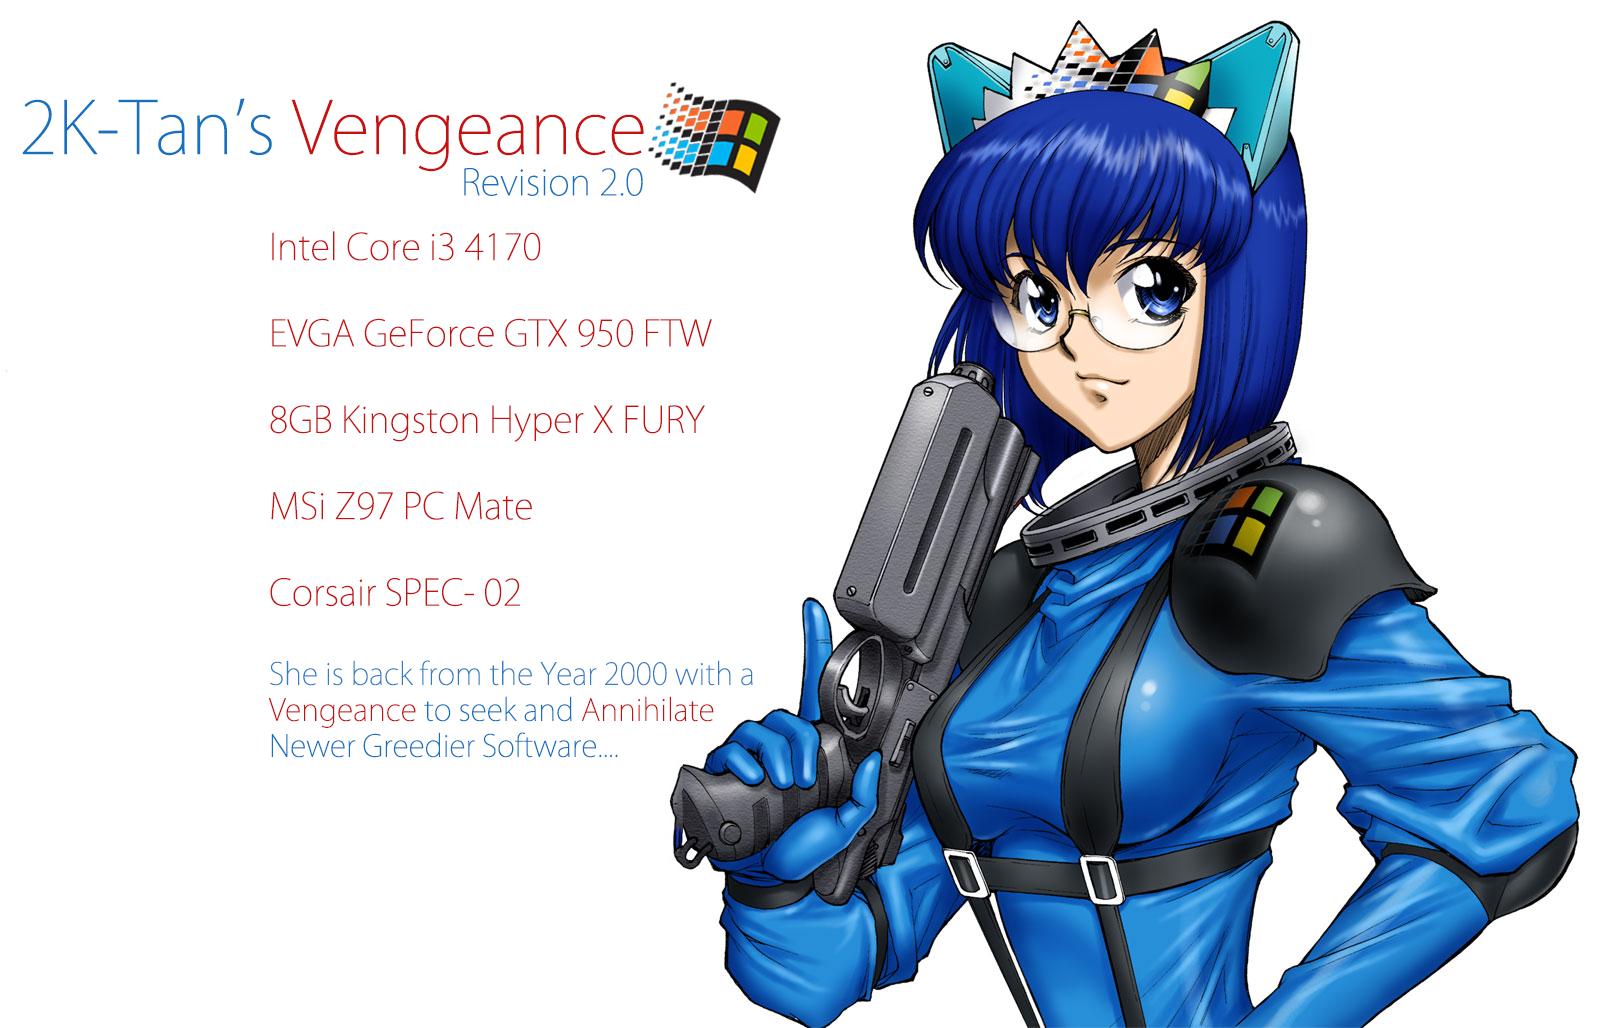 2K-Tan's Vengeance
Revision 2.0
Intel Core i3 4170
EVGA GeForce GTX 950 FTW
8GB Kingston Hyper X FURY
MSi Z97 PC Mate
Corsair SPEC- 02
She is back from the Year 2000 with a
Vengeance to seek and Annihilate
Newer Greedier Software....